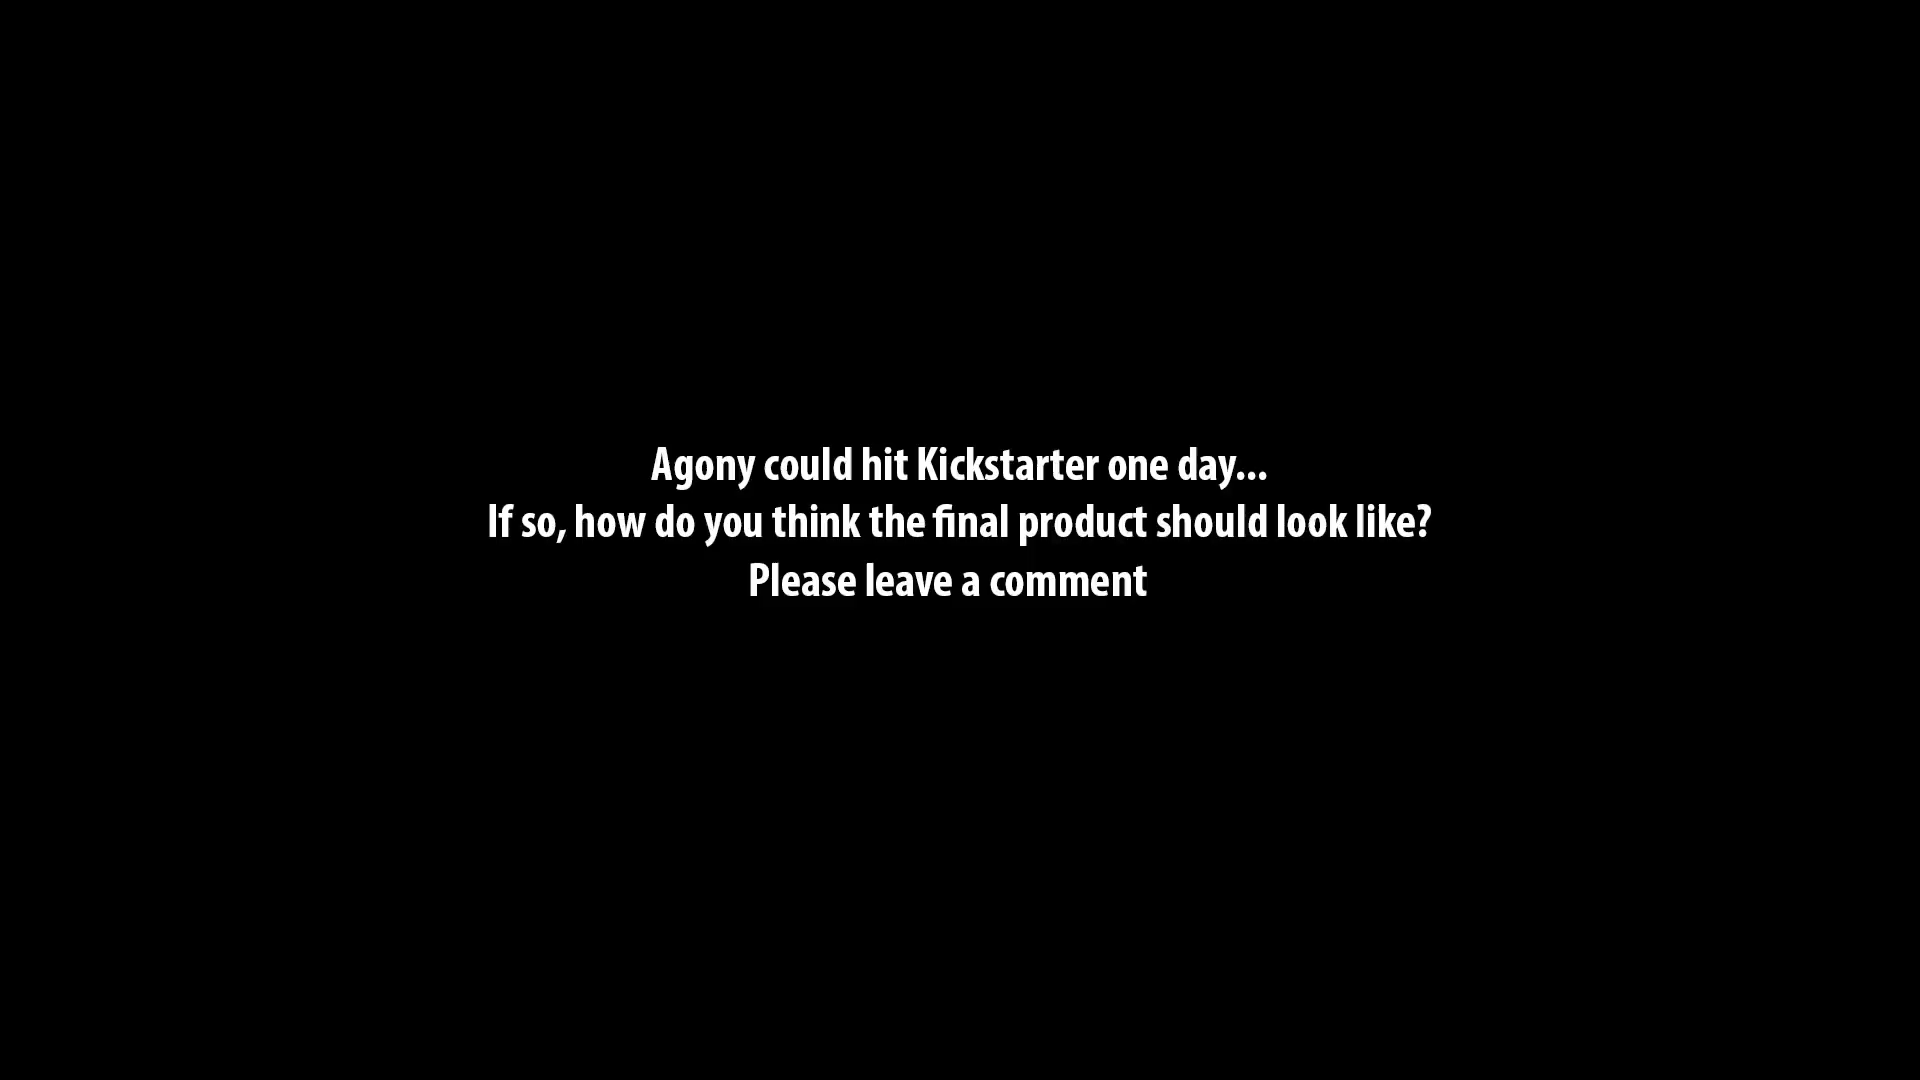 Agony could hit Kickstarter one day...
If so, how do you think the final product should look like?
Please leave a comment